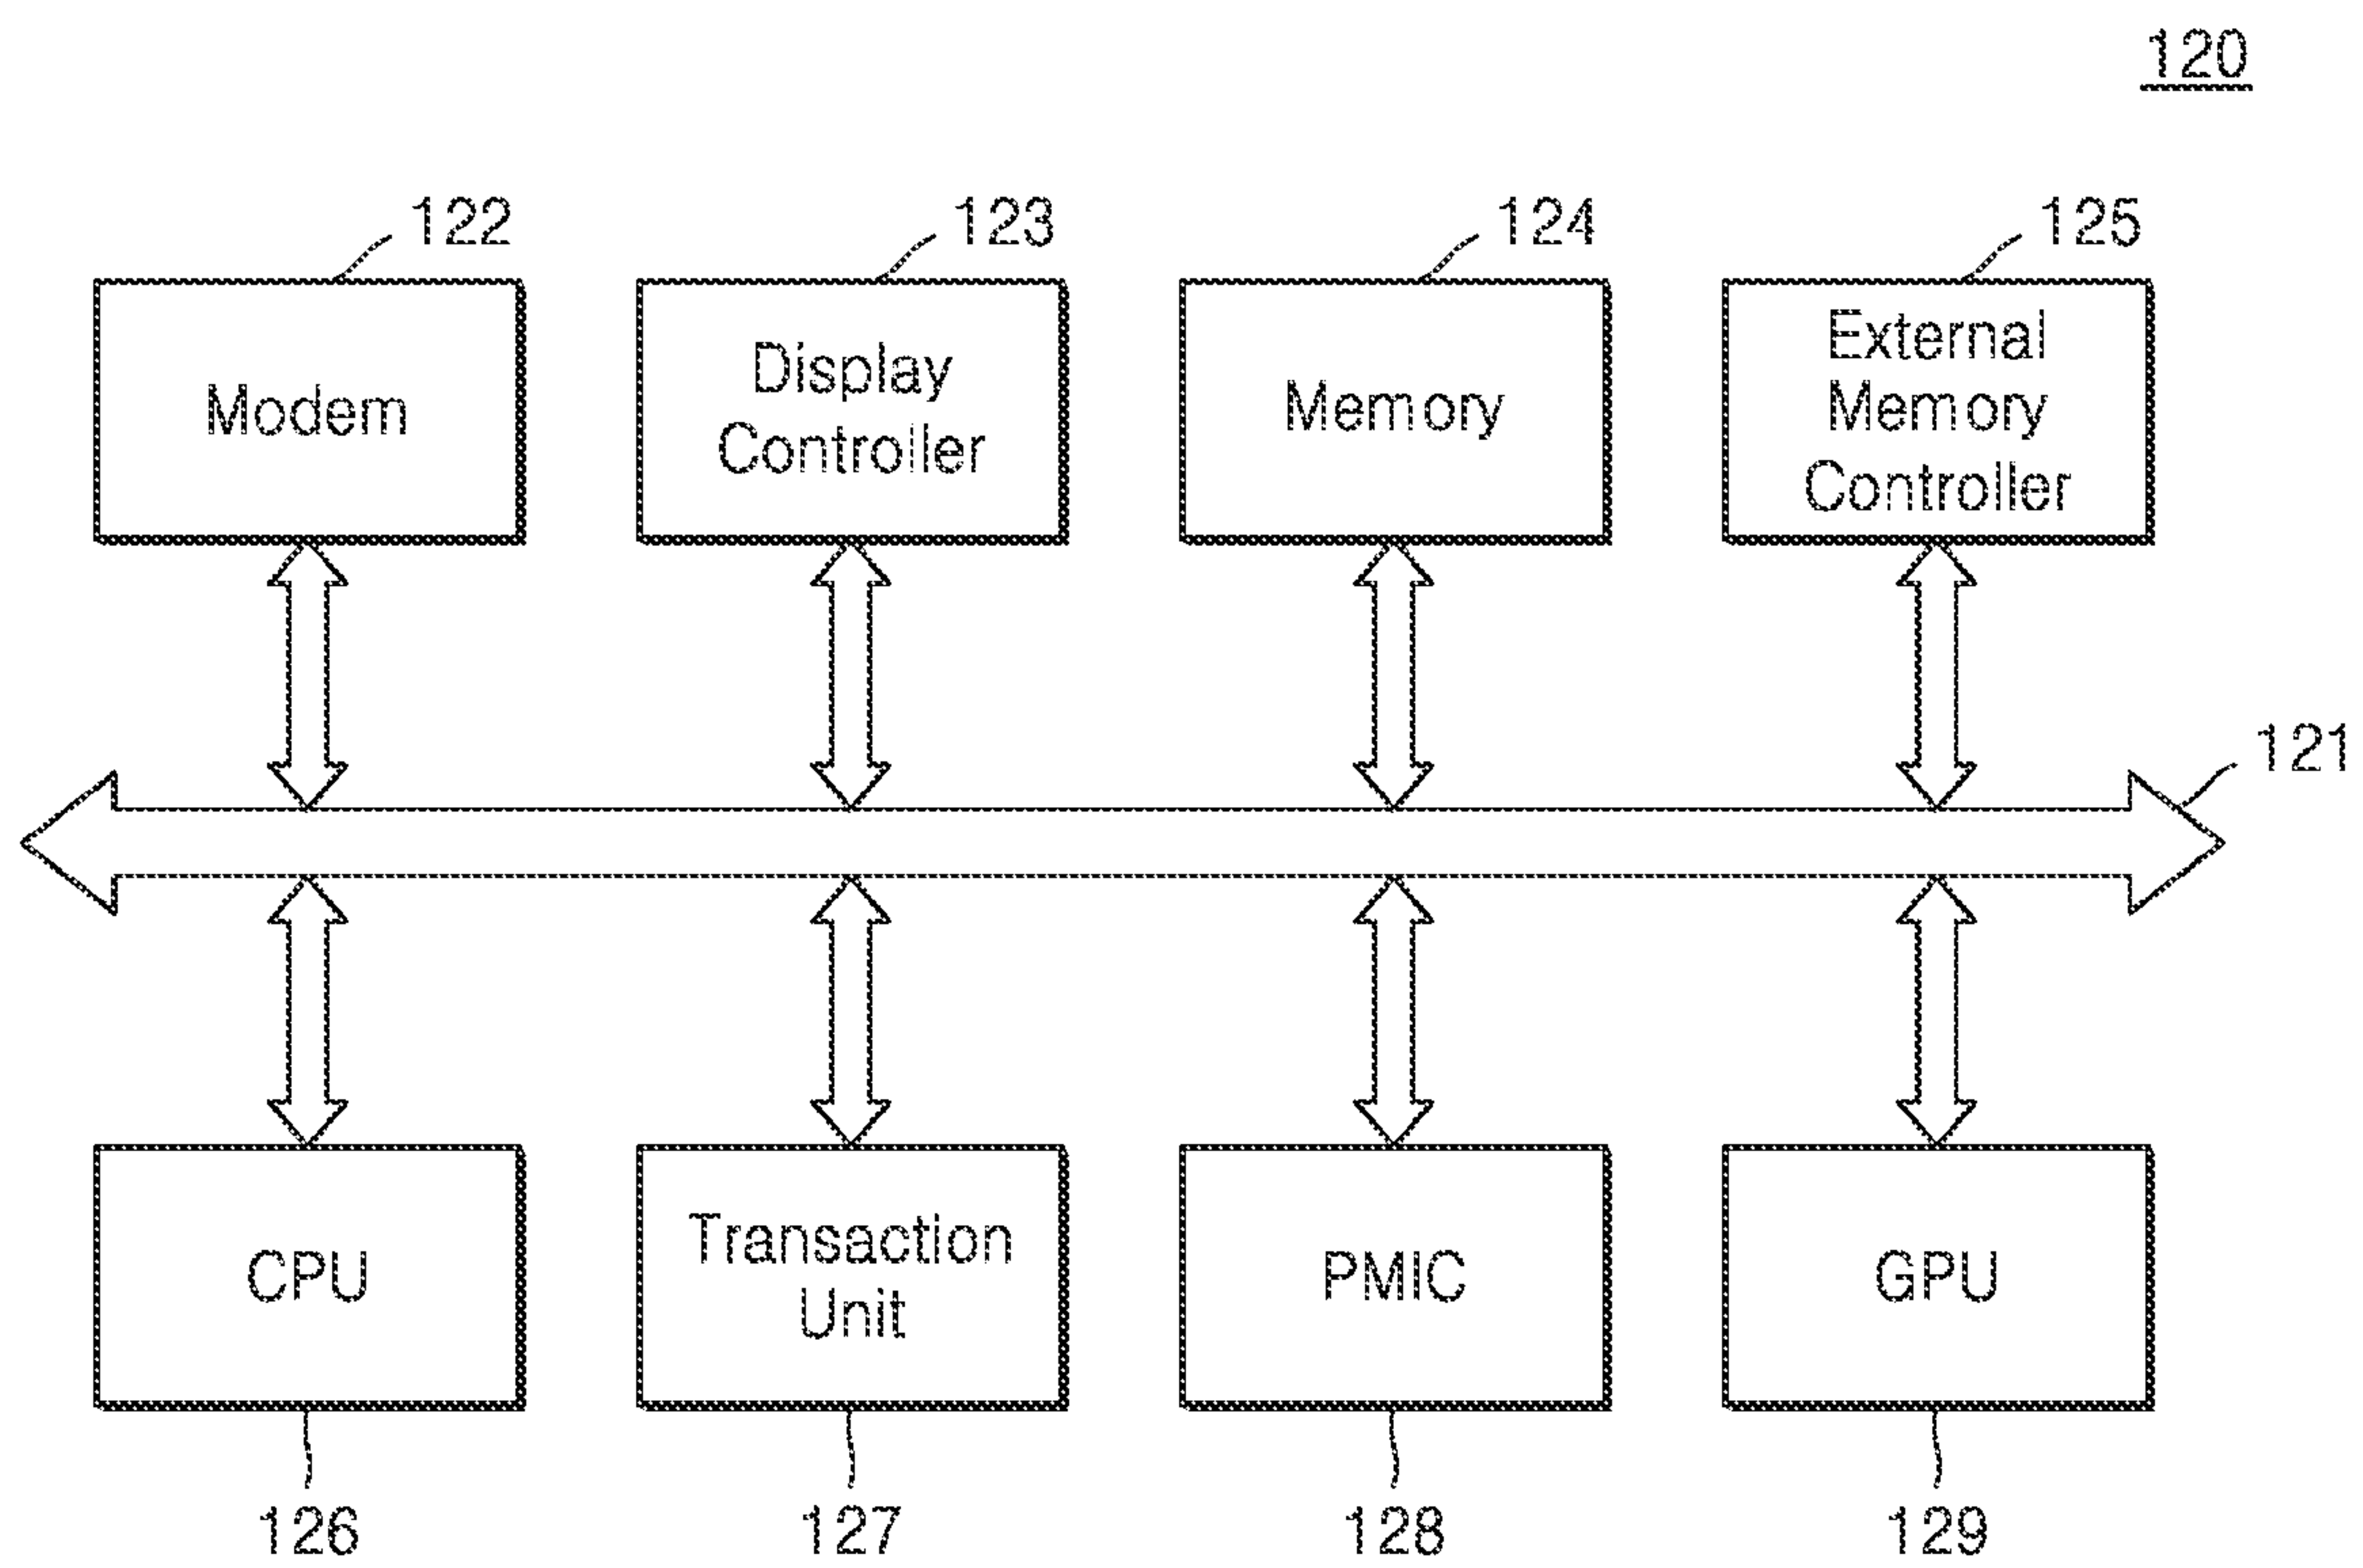 120
122
123
124
125
Modem
Display
Controller
Memory
External
Memory
Controller
121
CPU
Transaction
Unit
PMIC
GPU
126
127
128
129